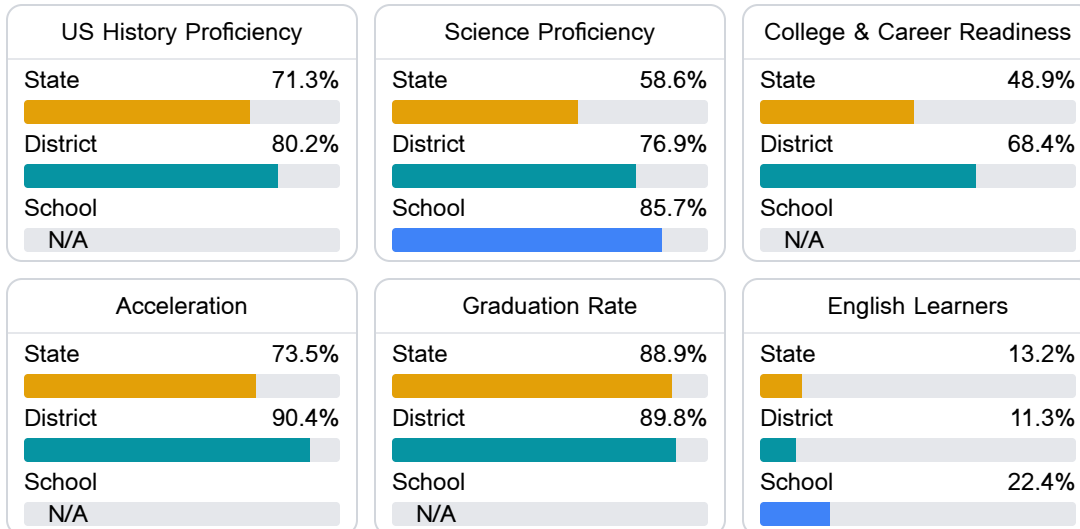 US History Proficiency
State 71.3%
District 80.2%
School
N/A
Science Proficiency
State 58.6%
District 76.9%
School 85.7%
College & Career Readiness
State 48.9%
District 68.4%
School
N/A
Acceleration
State 73.5%
District 90.4%
School
N/A
Graduation Rate
State 88.9%
District 89.8%
School
N/A
English Learners
State 13.2%
District 11.3%
School 22.4%